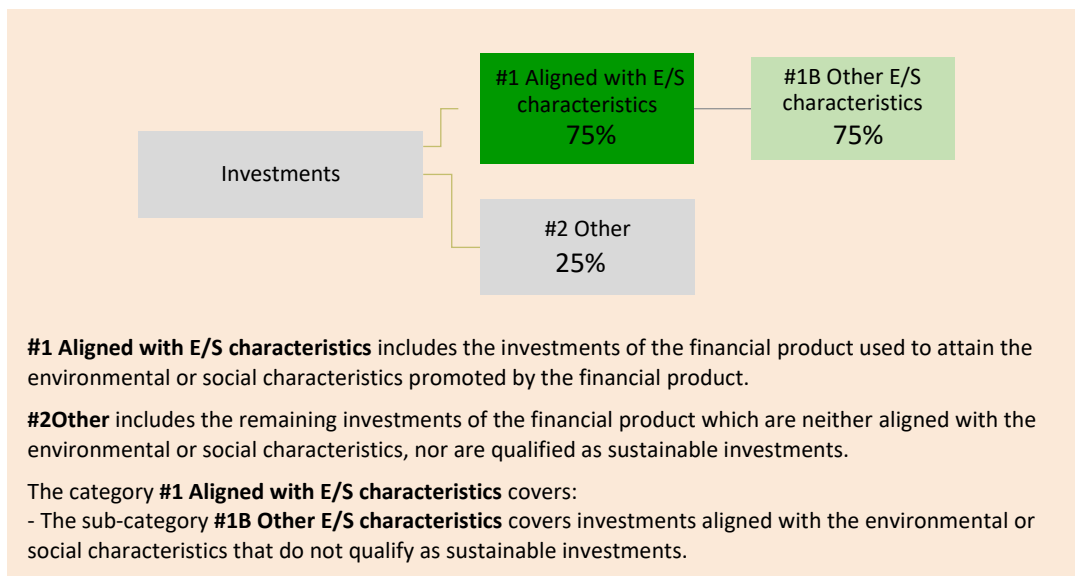 #1 Aligned with E/S
characteristics
75%
#1B Other E/S
characteristics
75%
Investments
#2 Other
25%
#1 Aligned with E/S characteristics includes the investments of the financial product used to attain the
environmental or social characteristics promoted by the financial product.
#2Other includes the remaining investments of the financial product which are neither aligned with the
environmental or social characteristics, nor are qualified as sustainable investments.
The category #1 Aligned with E/S characteristics covers:
- The sub-category #1B Other E/S characteristics covers investments aligned with the environmental or
social characteristics that do not qualify as sustainable investments.